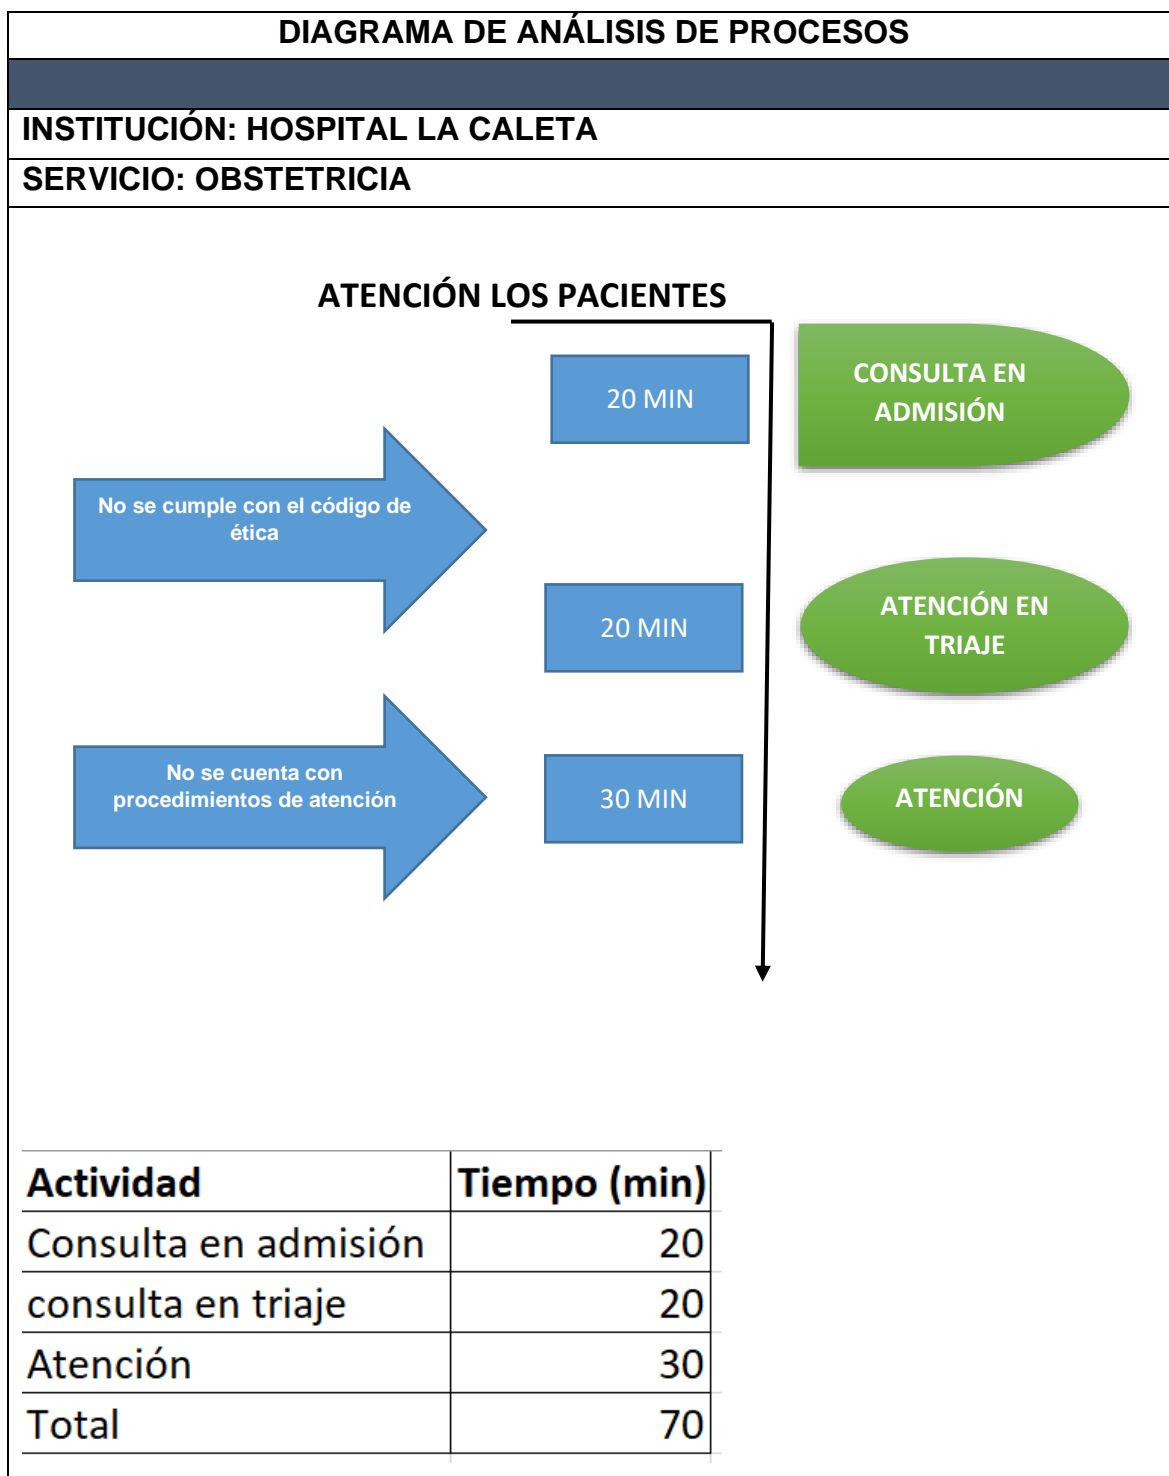 DIAGRAMA DE ANÁLISIS DE PROCESOS
INSTITUCIÓN: HOSPITAL LA CALETA
SERVICIO: OBSTETRICIA
ATENCIÓN LOS PACIENTES
20 MIN
CONSULTA EN
ADMISIÓN
No se cumple con el código de
ética
20 MIN
ATENCIÓN EN
TRIAJE
No se cuenta con
procedimientos de atención
30 MIN
ATENCIÓN
Actividad Tiempo (min)
Consulta en admisión 20
consulta en triaje 20
Atención 30
Total 70